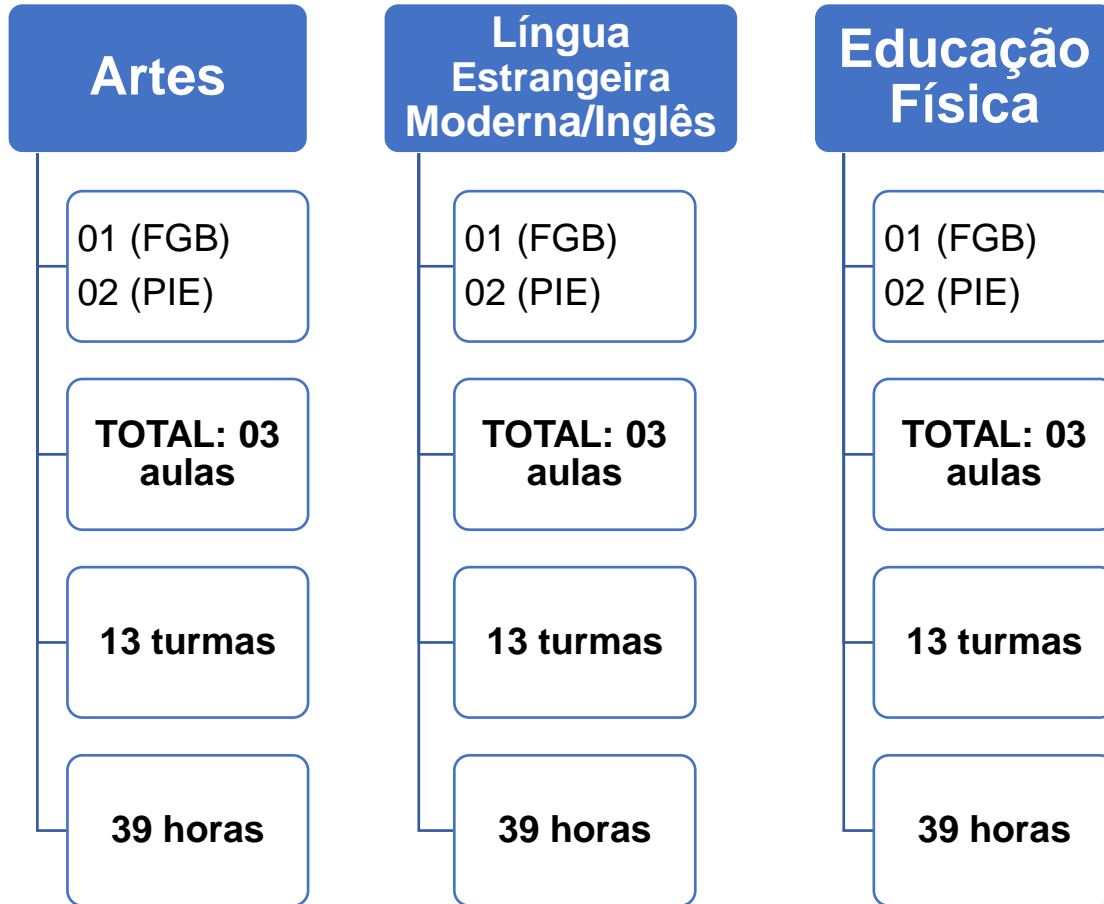 Artes
01 (FGB)
02 (PIE)
TOTAL: 03
aulas
13 turmas
39 horas
Língua
Estrangeira
Moderna/Inglês
01 (FGB)
02 (PIE)
TOTAL: 03
aulas
13 turmas
39 horas
Educação
Física
01 (FGB)
02 (PIE)
TOTAL: 03
aulas
13 turmas
39 horas